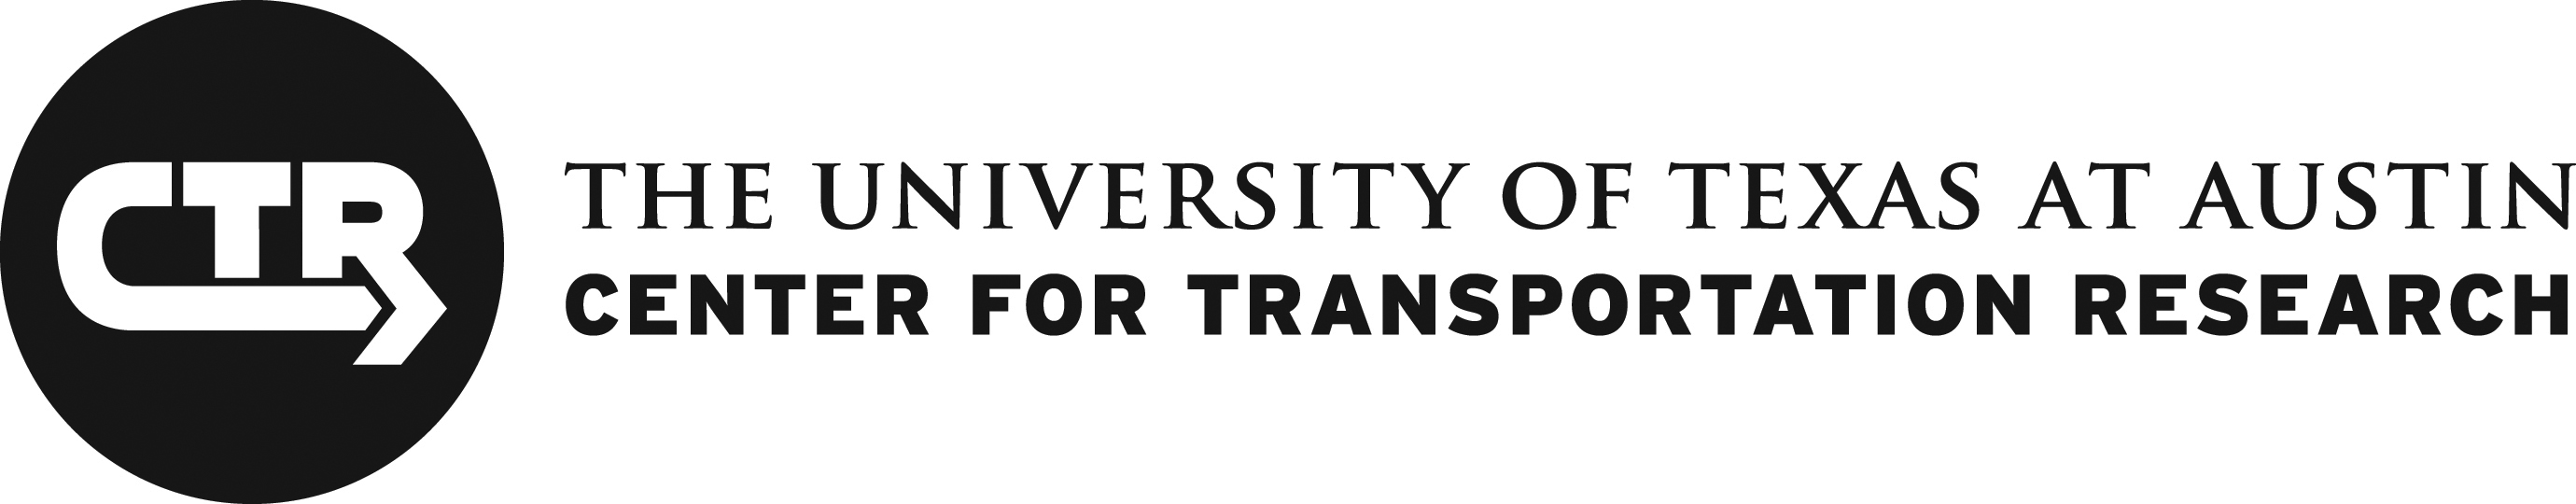 CTR
THE UNIVERSITY OF TEXAS AT AUSTIN
CENTER FOR TRANSPORTATION RESEARCH